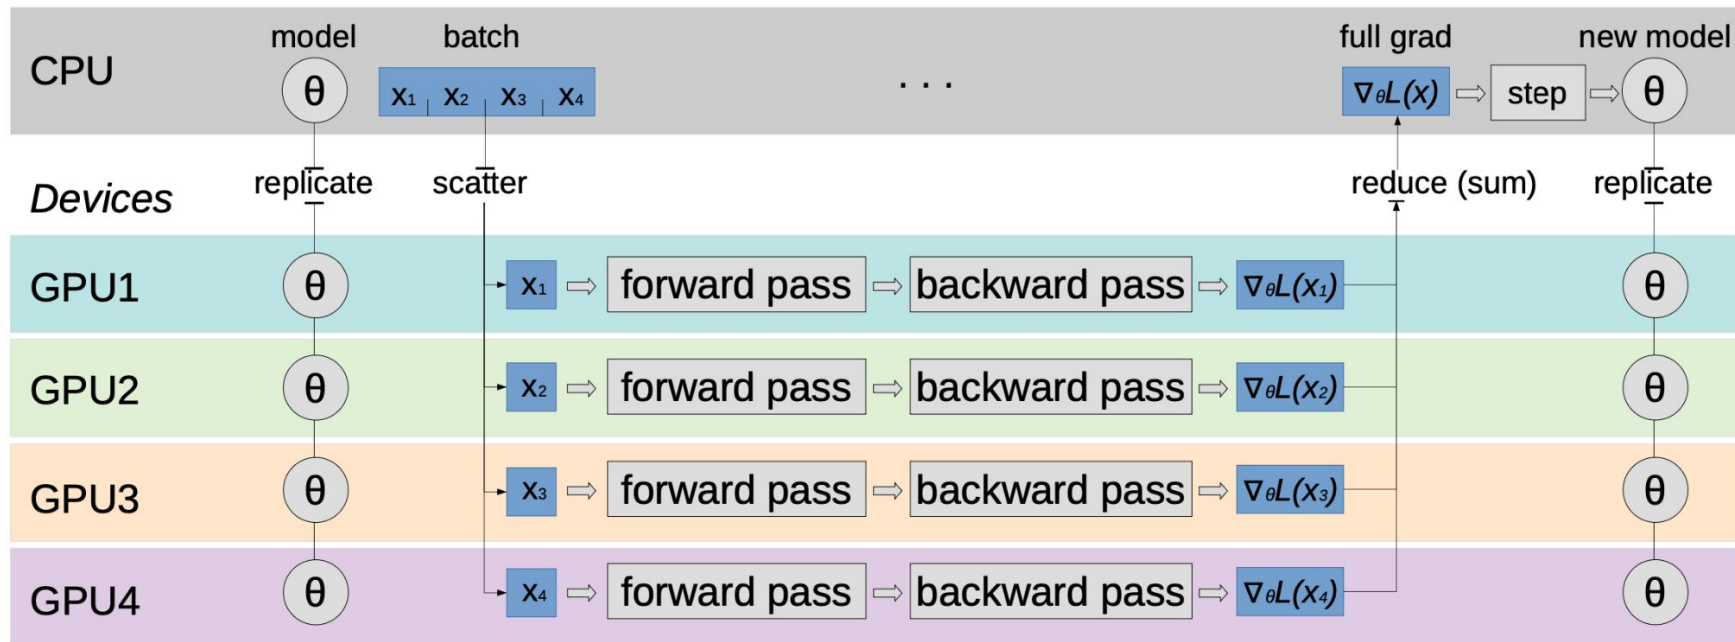 model batch full grad new model
CPU θ x₁ x₂ x₃ x₄ . . . ∇θL(x) step θ
Devices replicate scatter reduce (sum) replicate
GPU1 θ x₁ forward pass backward pass ∇θL(x₁) θ
GPU2 θ x₂ forward pass backward pass ∇θL(x₂) θ
GPU3 θ x₃ forward pass backward pass ∇θL(x₃) θ
GPU4 θ x₄ forward pass backward pass ∇θL(x₄) θ